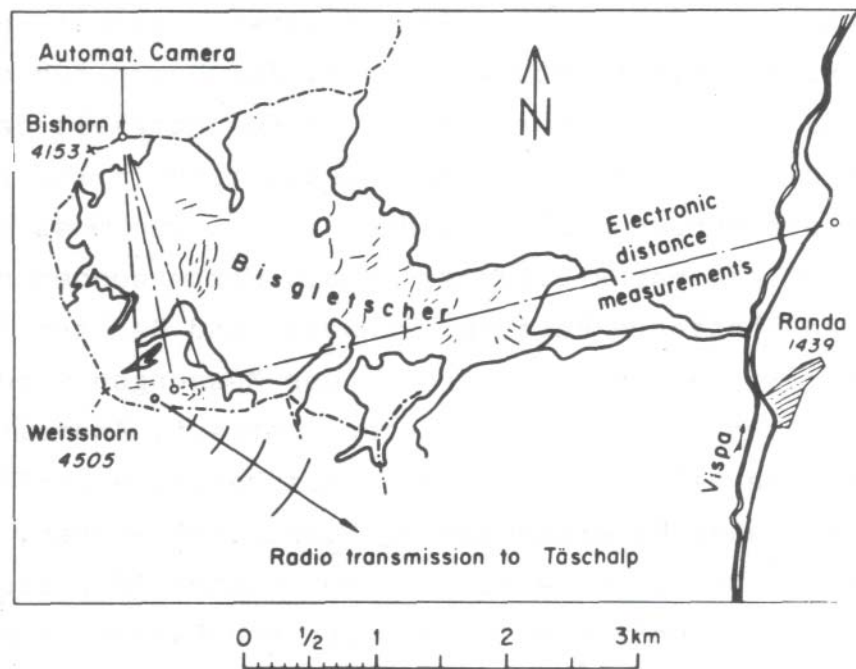 Automat. Camera
Bishorn
4153
N
Electronic
distance
measurements
Bisgletscher
Randa
1439
Weisshorn
4505
Vispa
Radio transmission to Täschalp
0 ½ 1 2 3km